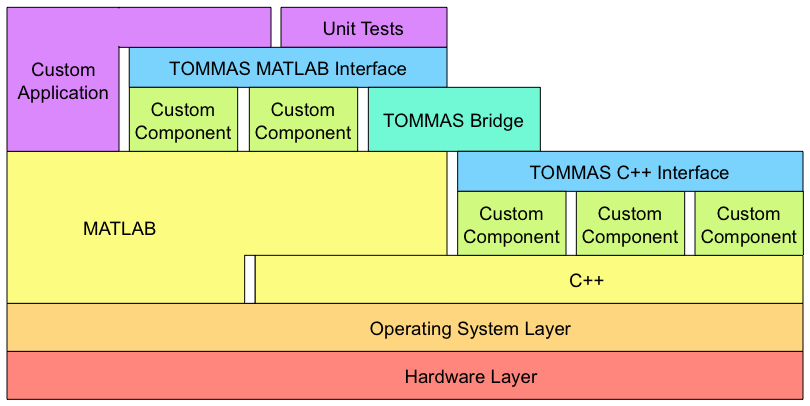 Unit Tests
Custom
Application
TOMMAS MATLAB Interface
Custom
Component
Custom
Component
TOMMAS Bridge
TOMMAS C++ Interface
MATLAB
Custom
Component
Custom
Component
Custom
Component
C++
Operating System Layer
Hardware Layer